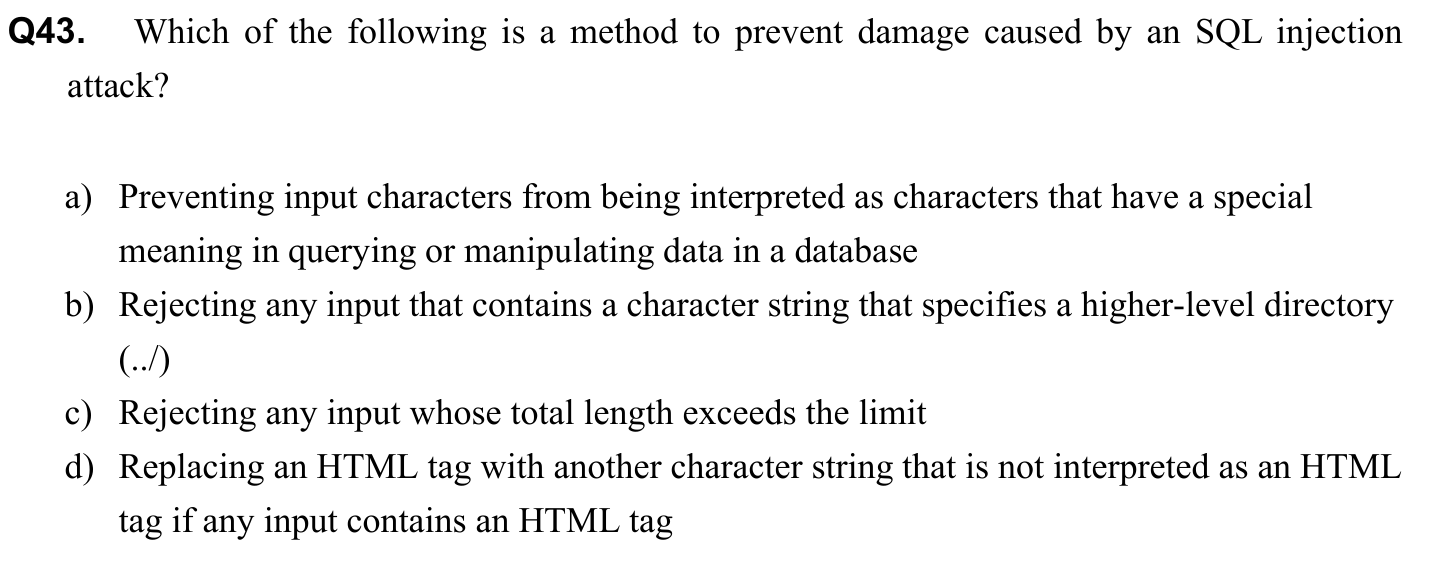 Q43. Which of the following is a method to prevent damage caused by an SQL injection
attack?
a) Preventing input characters from being interpreted as characters that have a special
meaning in querying or manipulating data in a database
b) Rejecting any input that contains a character string that specifies a higher-level directory
(../)
c) Rejecting any input whose total length exceeds the limit
d) Replacing an HTML tag with another character string that is not interpreted as an HTML
tag if any input contains an HTML tag